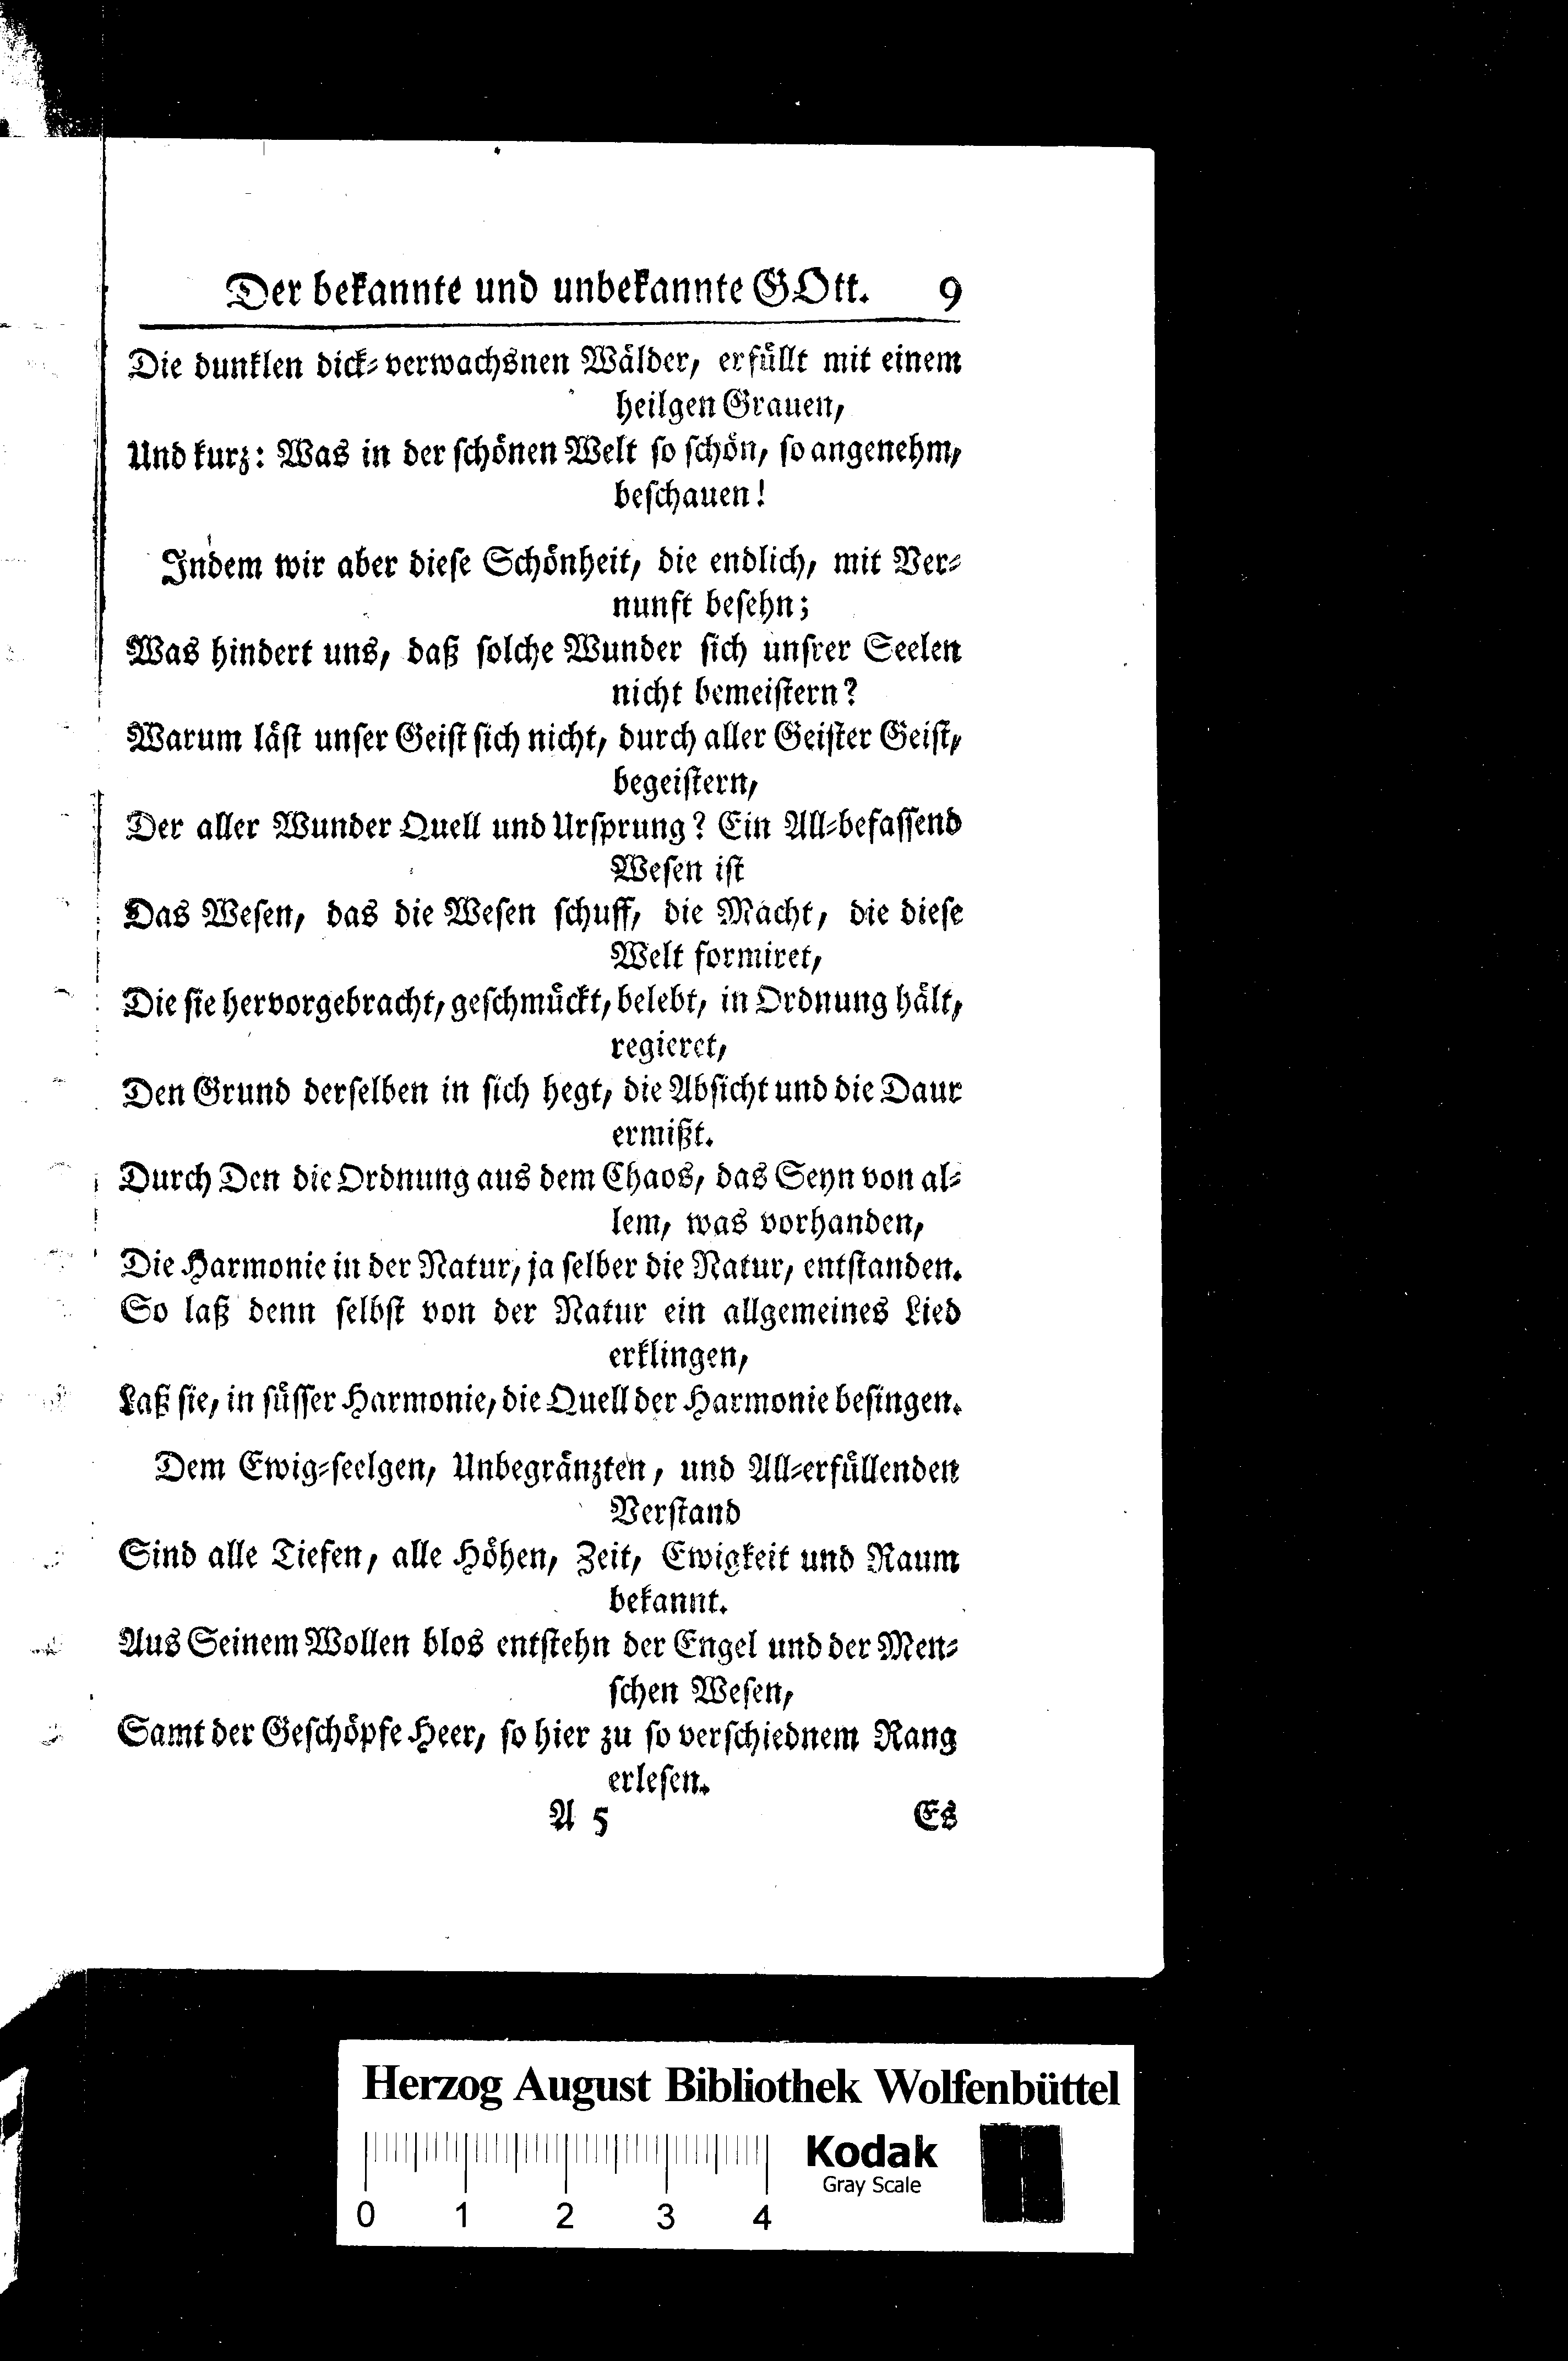 Der bekannte und unbekannte GOtt. 9
Die dunklen dick-verwachsnen Wälder, erfüllt mit einem
heilgen Grauen,
Und kurz: Was in der schönen Welt so schön, so angenehm,
beschauen!
Indem wir aber diese Schönheit, die endlich, mit Ver-
nunft besehn;
Was hindert uns, daß solche Wunder sich unsrer Seelen
nicht bemeistern?
Warum läst unser Geist sich nicht, durch aller Geister Geist,
begeistern,
Der aller Wunder Quell und Ursprung? Ein All-befassend
Wesen ist
Das Wesen, das die Wesen schuff, die Macht, die diese
Welt formiret,
Die sie hervorgebracht, geschmückt, belebt, in Ordnung hält,
regieret,
Den Grund derselben in sich hegt, die Absicht und die Daur
ermißt.
Durch Den die Ordnung aus dem Chaos, das Seyn von al-
lem, was vorhanden,
Die Harmonie in der Natur, ja selber die Natur, entstanden.
So laß denn selbst von der Natur ein allgemeines Lied
erklingen,
Laß sie, in süsser Harmonie, die Quell der Harmonie besingen.
Dem Ewig-seelgen, Unbegränzten, und All-erfüllenden
Verstand
Sind alle Tiefen, alle Höhen, Zeit, Ewigkeit und Raum
bekannt.
Aus Seinem Wollen blos entstehn der Engel und der Men-
schen Wesen,
Samt der Geschöpfe Heer, so hier zu so verschiednem Rang
erlesen.
A 5 Es
Herzog August Bibliothek Wolfenbüttel
Kodak
Gray Scale
0 1 2 3 4